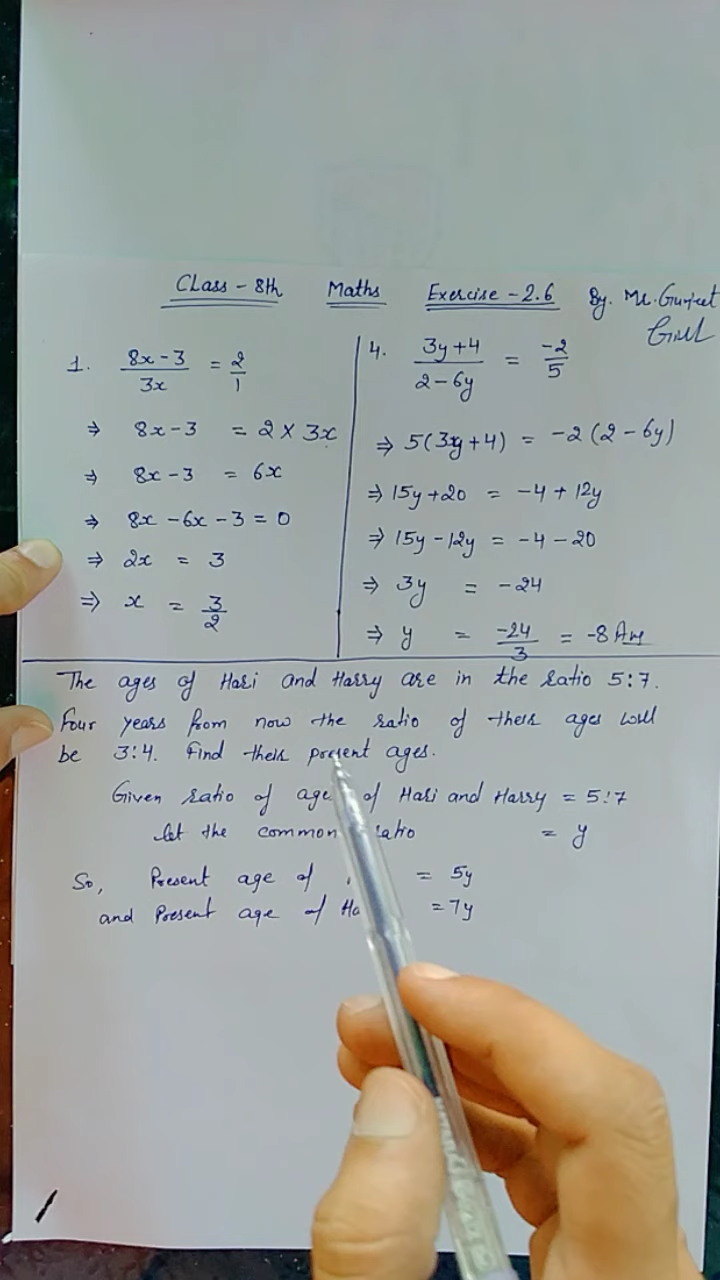 Class - 8th Maths Exercise - 2.6 By. Mr. Gurjeet
Gill
1. 8x - 3 / 3x = 2/1
⇒ 8x - 3 = 2 × 3x
⇒ 8x - 3 = 6x
⇒ 8x - 6x - 3 = 0
⇒ 2x = 3
⇒ x = 3/2
4. 3y + 4 / 2 - 6y = -2/5
⇒ 5(3y + 4) = -2(2 - 6y)
⇒ 15y + 20 = -4 + 12y
⇒ 15y - 12y = -4 - 20
⇒ 3y = -24
⇒ y = -24/3 = -8 Ans
The ages of Hari and Harry are in the ratio 5:7.
Four years from now the ratio of their ages will
be 3:4. Find their present ages.
Given ratio of age of Hari and Harry = 5:7
let the common ratio = y
So, Present age of = 5y
and Present age of Ha = 7y